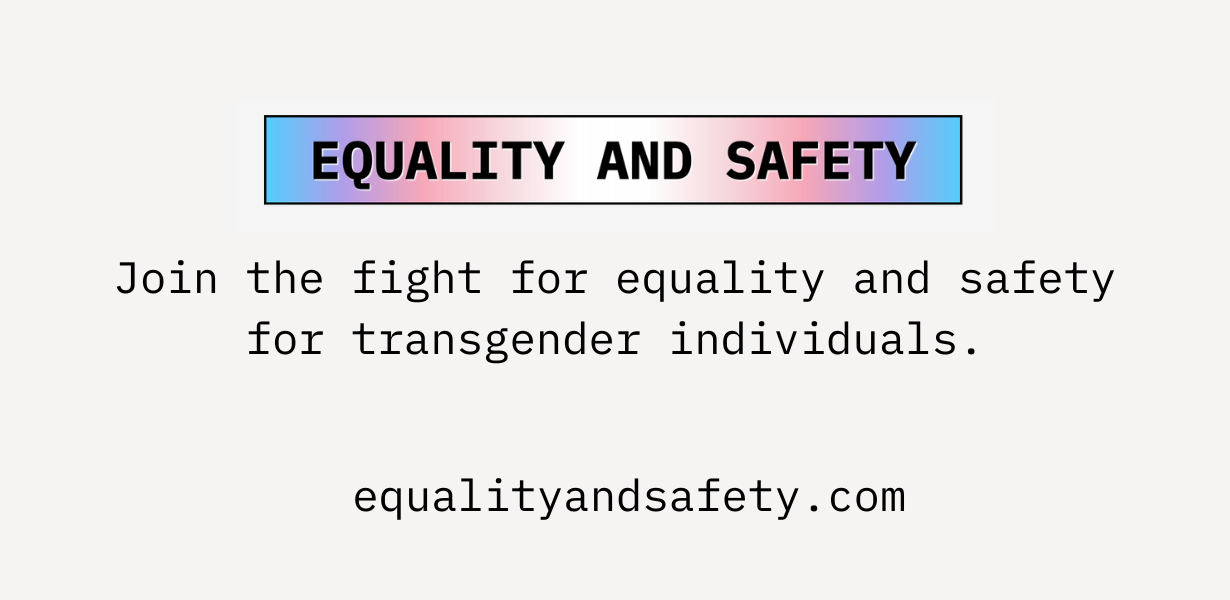 EQUALITY AND SAFETY
Join the fight for equality and safety
for transgender individuals.
equalityandsafety.com